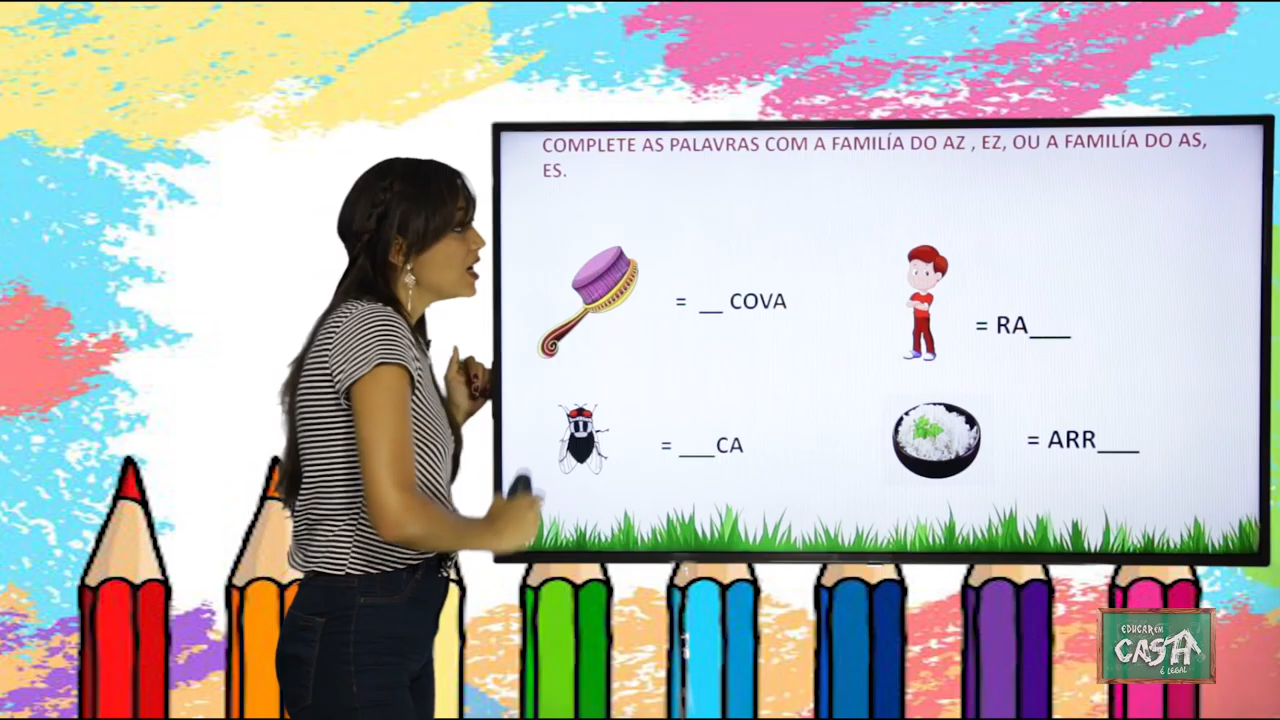 COMPLETE AS PALAVRAS COM A FAMILÍA DO AZ , EZ, OU A FAMILÍA DO AS,
ES.
= __ COVA
= RA___
= ___CA
= ARR___
EDUCAR EM
CASA
É LEGAL